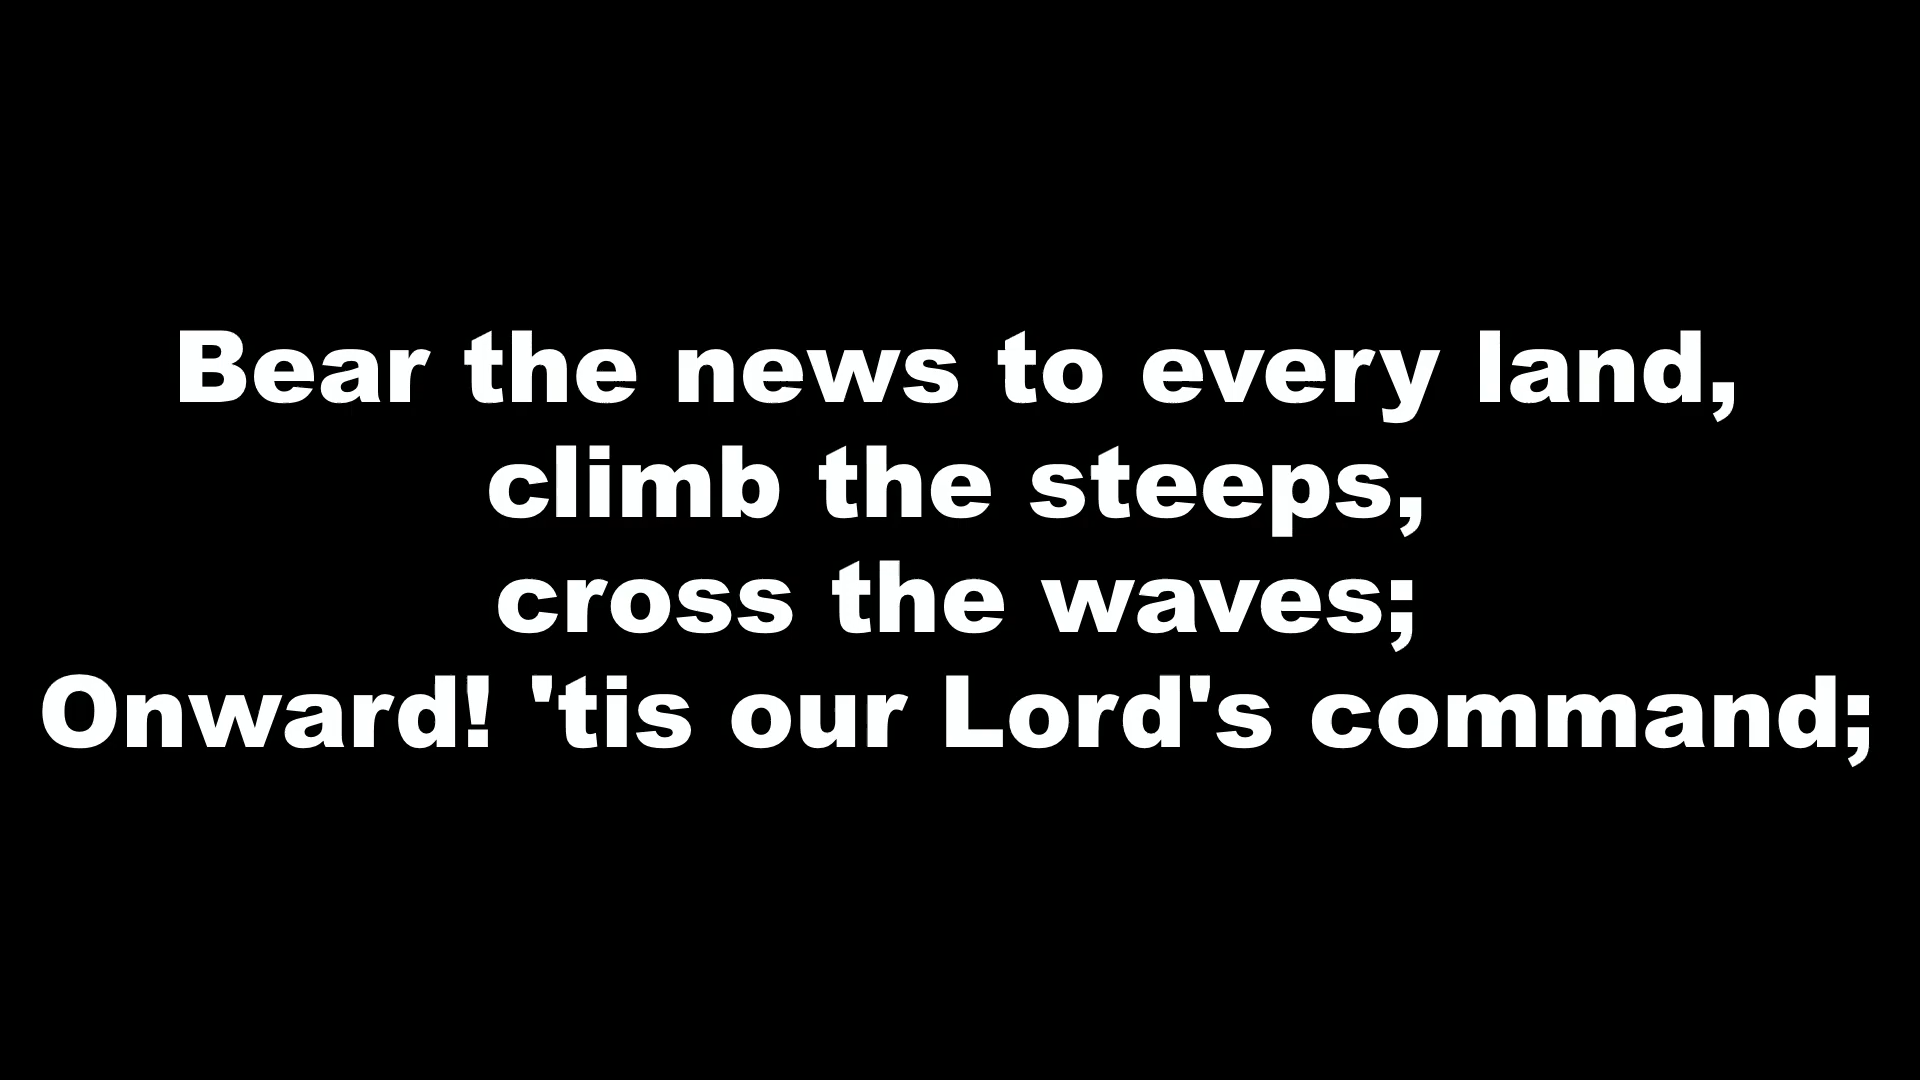 Bear the news to every land,
climb the steeps,
cross the waves;
Onward! 'tis our Lord's command;